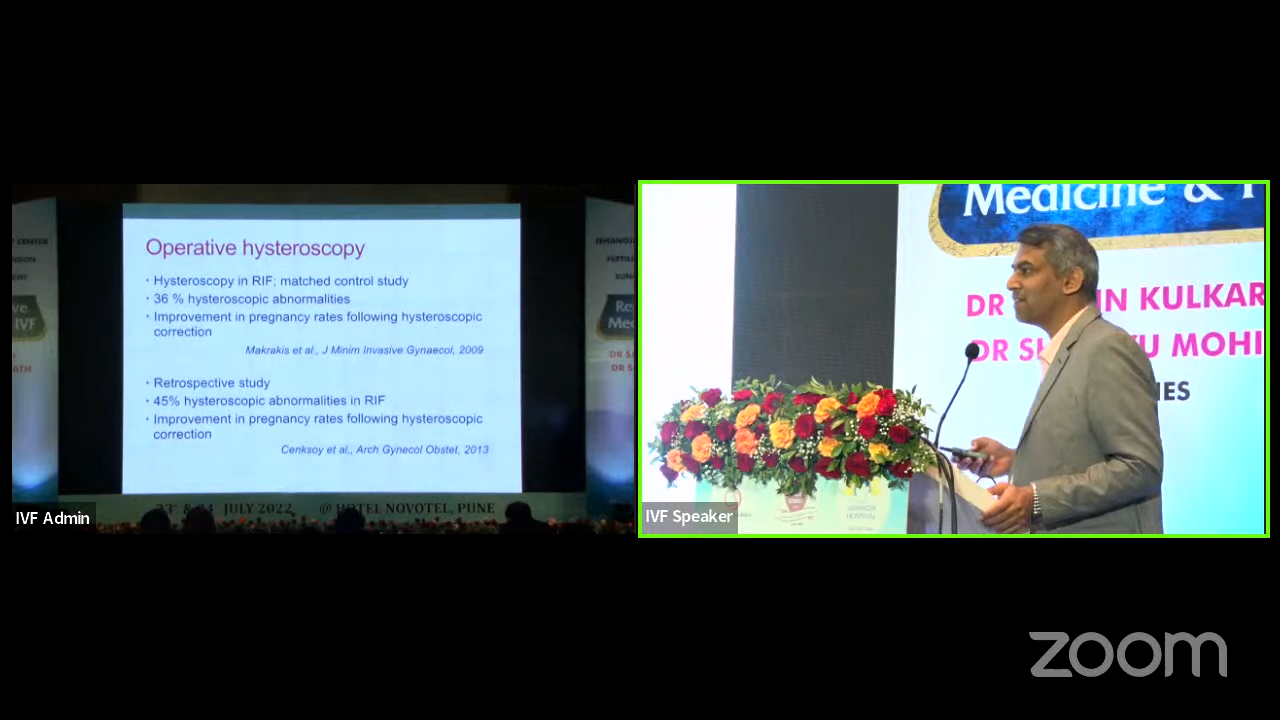 Operative hysteroscopy
· Hysteroscopy in RIF; matched control study
· 36 % hysteroscopic abnormalities
· Improvement in pregnancy rates following hysteroscopic
correction
Makrakis et al., J Minim Invasive Gynaecol, 2009
· Retrospective study
· 45% hysteroscopic abnormalities in RIF
· Improvement in pregnancy rates following hysteroscopic
correction
Cenksoy et al., Arch Gynecol Obstet, 2013
JULY 2022 @ HOTEL NOVOTEL, PUNE
IVF Admin
Medicine &
DR
KULKAR
DR
MOHI
IVF Speaker
zoom